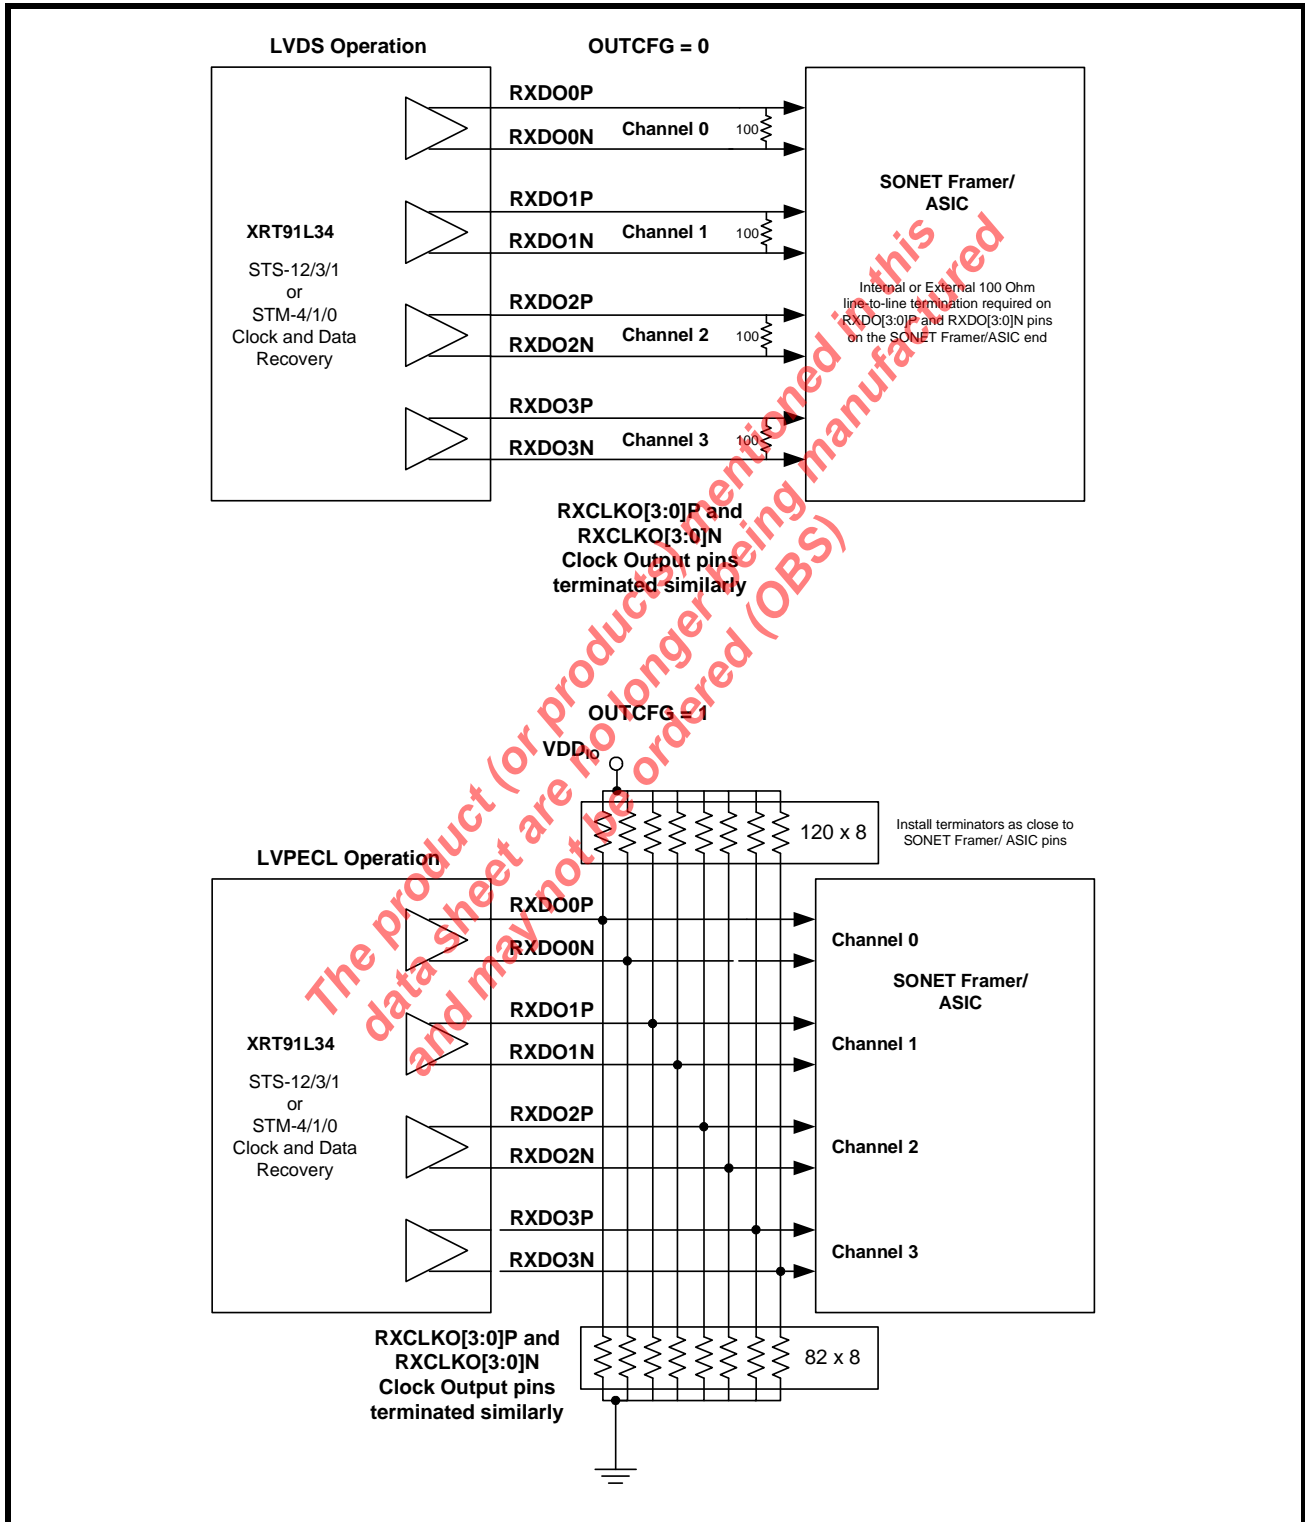 LVDS Operation
OUTCFG = 0
RXDO0P
RXDO0N
Channel 0
100
RXDO1P
RXDO1N
Channel 1
100
RXDO2P
RXDO2N
Channel 2
100
RXDO3P
RXDO3N
Channel 3
100
XRT91L34
STS-12/3/1
or
STM-4/1/0
Clock and Data
Recovery
SONET Framer/
ASIC
Internal or External 100 Ohm
line-to-line termination required on
RXDO[3:0]P and RXDO[3:0]N pins
on the SONET Framer/ASIC end
RXCLKO[3:0]P and
RXCLKO[3:0]N
Clock Output pins
terminated similarly
The product (or products) mentioned in this
data sheet are no longer being manufactured
and may not be ordered (OBS)
OUTCFG = 1
VDDIO
120 x 8
Install terminators as close to
SONET Framer/ ASIC pins
LVPECL Operation
RXDO0P
RXDO0N
Channel 0
RXDO1P
RXDO1N
Channel 1
RXDO2P
RXDO2N
Channel 2
RXDO3P
RXDO3N
Channel 3
XRT91L34
STS-12/3/1
or
STM-4/1/0
Clock and Data
Recovery
SONET Framer/
ASIC
RXCLKO[3:0]P and
RXCLKO[3:0]N
Clock Output pins
terminated similarly
82 x 8